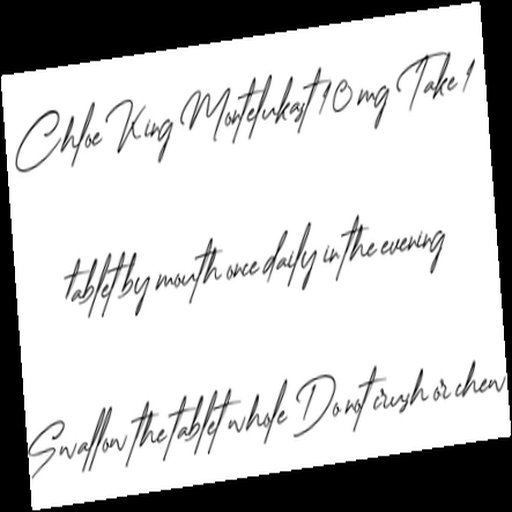 Chloe King Montelukast 10 mg Take 1
tablet by mouth once daily in the evening
Swallow the tablet whole Do not crush or chew